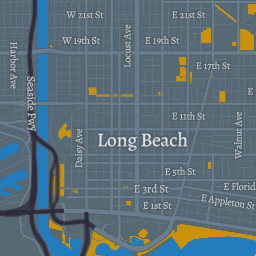 W 21st St
E 21st St
W 19th St
E 19th St
Locust Ave
Harbor Ave
E 17th St
Seaside Fwy
E 11th St
Walnut Ave
Daisy Ave
Long Beach
E 5th St
E 3rd St
E Florid
E 1st St
E Appleton St
E